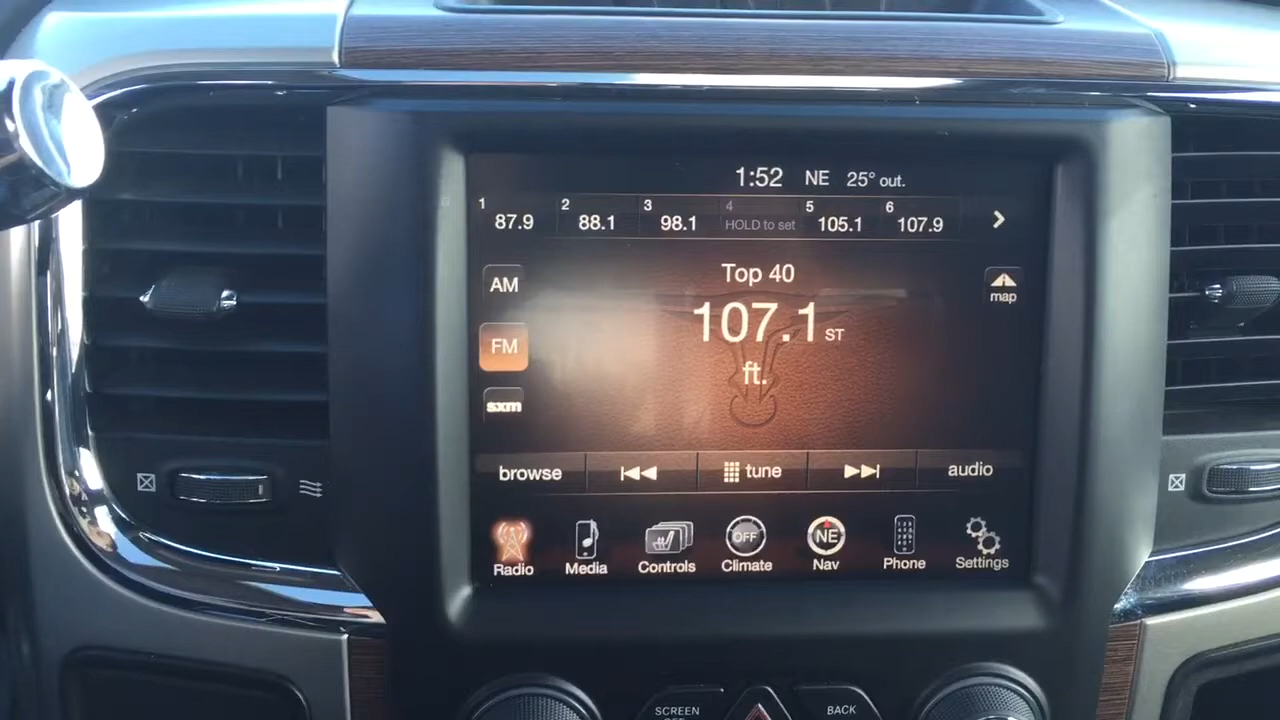 1:52 NE 25° out.
1 87.9 2 88.1 3 98.1 4 HOLD to set 5 105.1 6 107.9
AM
Top 40
map
107.1 ST
FM
ft.
sxm
browse tune audio
OFF NE
Radio Media Controls Climate Nav Phone Settings
SCREEN BACK
OFF